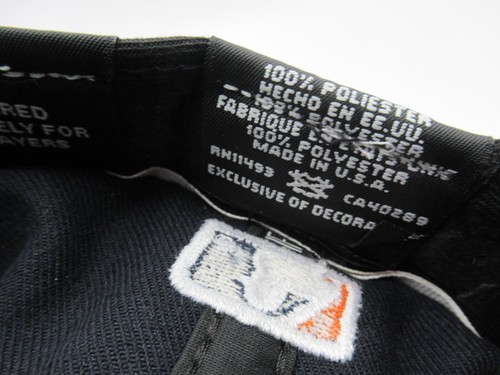 RED
ELY FOR
AYERS
100% POLIESTER
HECHO EN EE.UU.
POLYESTER
FABRIQUE
100% POLYESTER
MADE IN U.S.A.
RN11493 CA40289
EXCLUSIVE OF DECORA